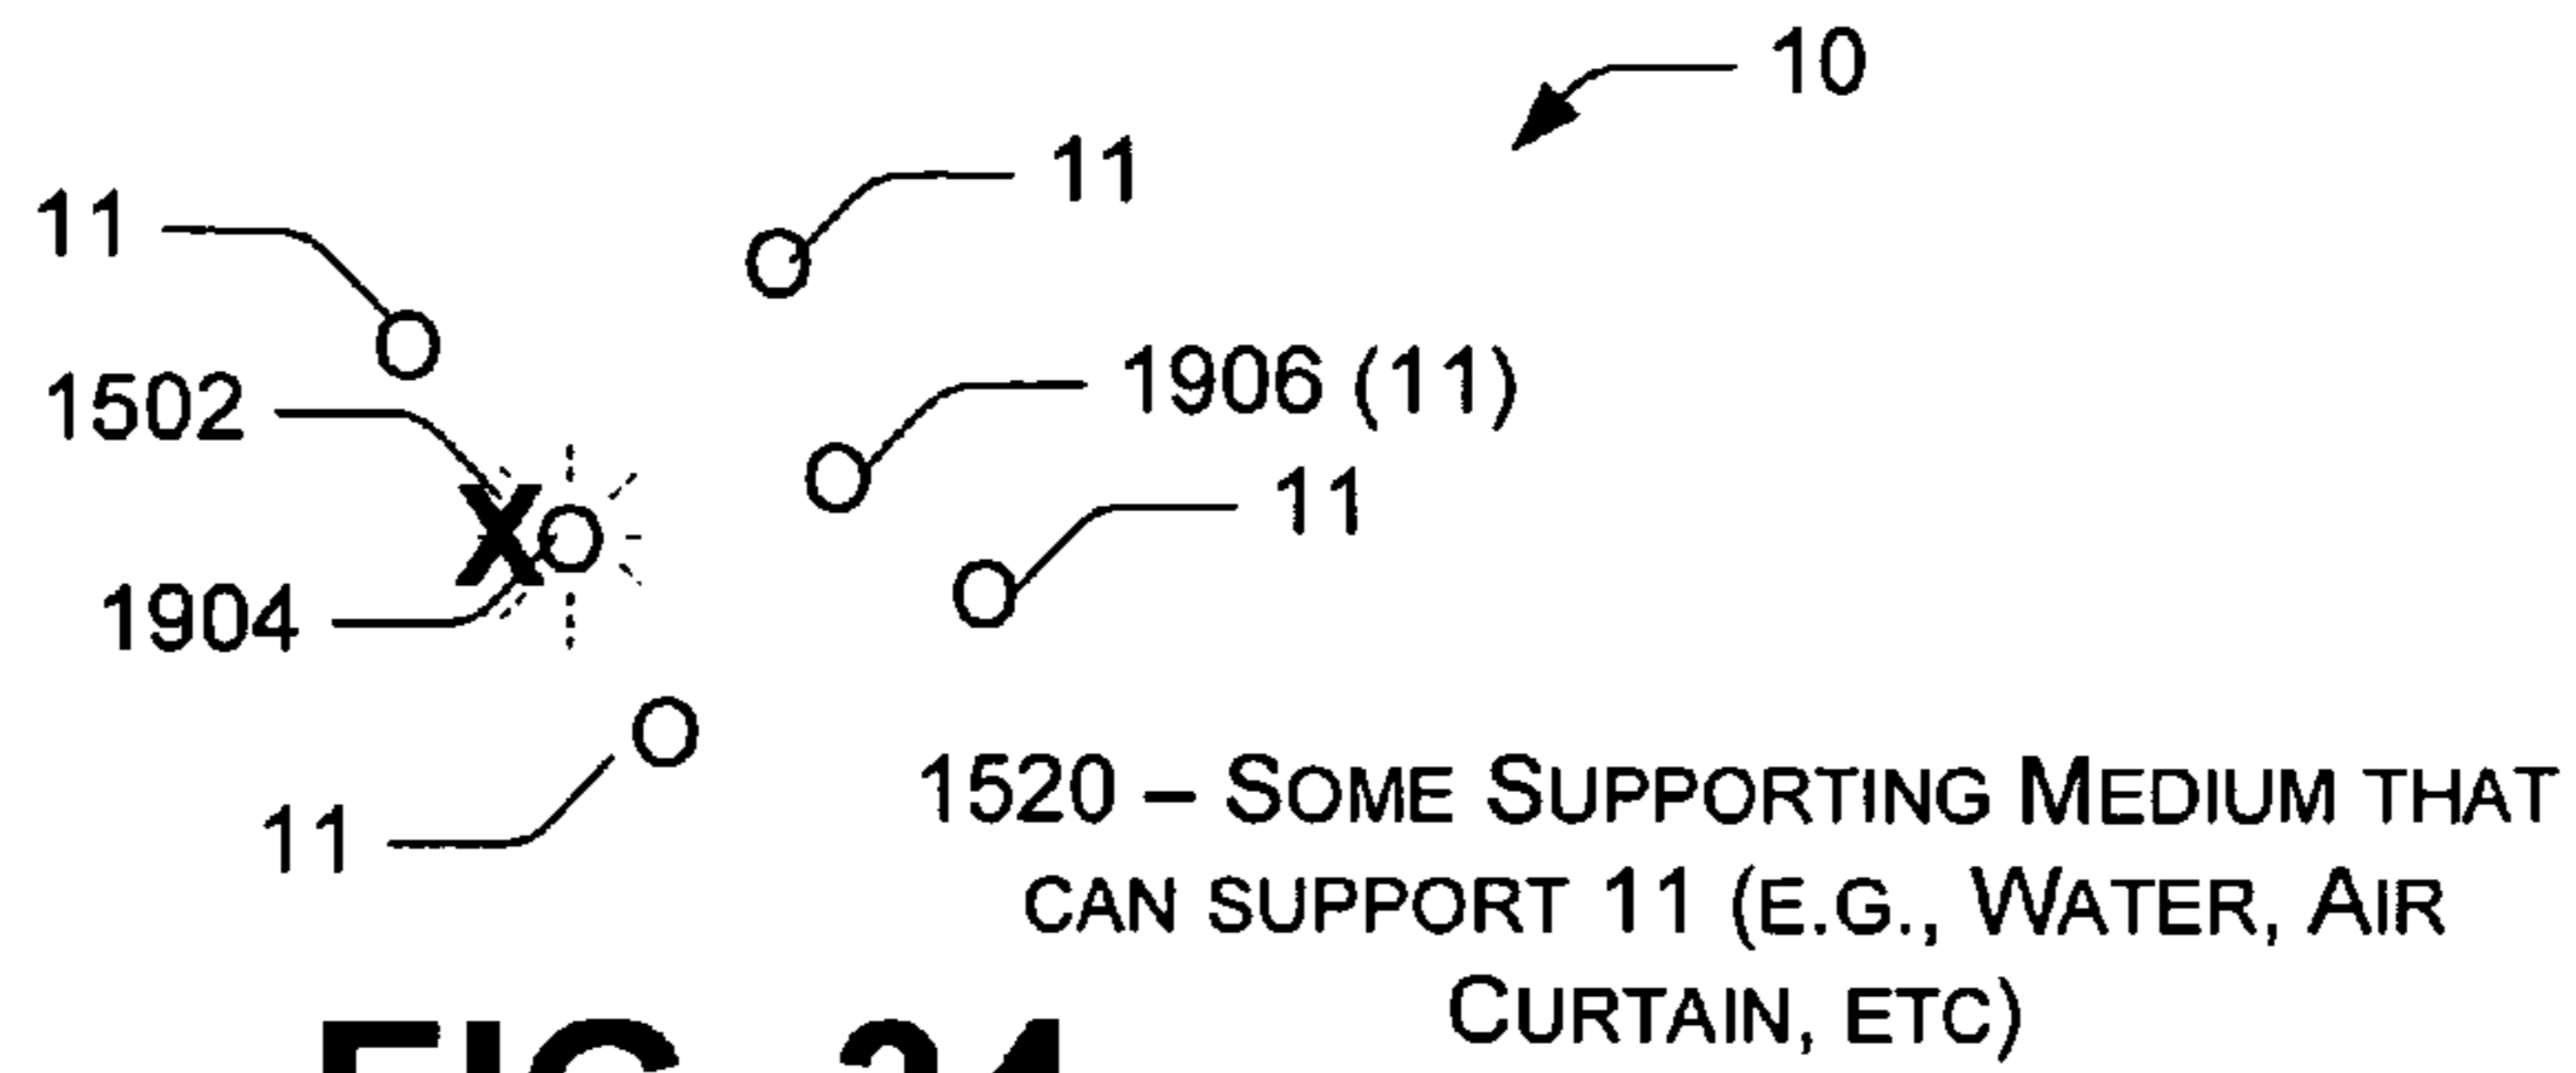 10
11
11
1906 (11)
1502
11
1904
11
1520 – SOME SUPPORTING MEDIUM THAT
CAN SUPPORT 11 (E.G., WATER, AIR
CURTAIN, ETC)
FIG.